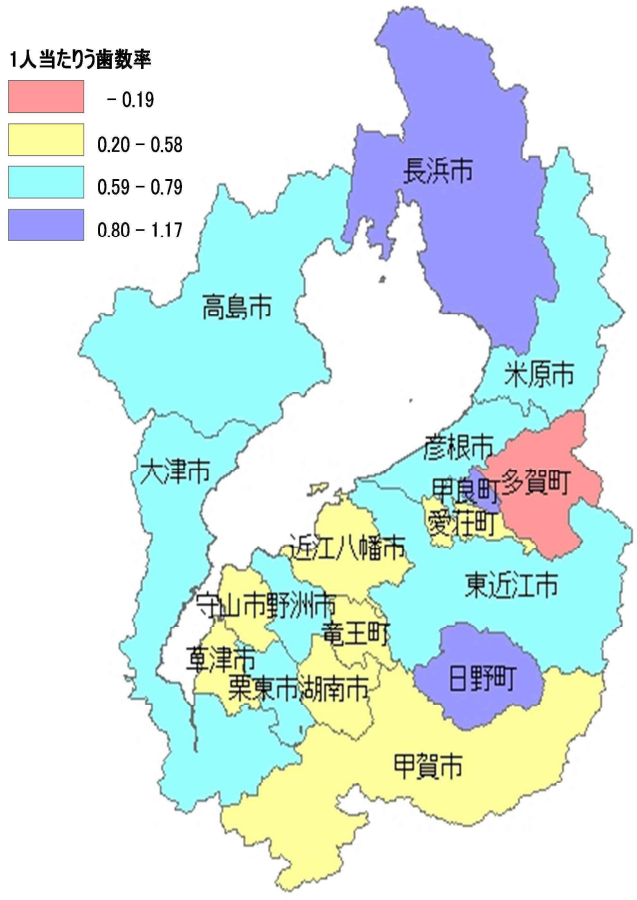 1人当たりう歯数率
- 0.19
0.20 - 0.58
0.59 - 0.79
0.80 - 1.17
長浜市
高島市
米原市
彦根市
大津市
多賀町
甲良町
愛荘町
近江八幡市
東近江市
守山市
野洲市
竜王町
草津市
栗東市
湖南市
日野町
甲賀市